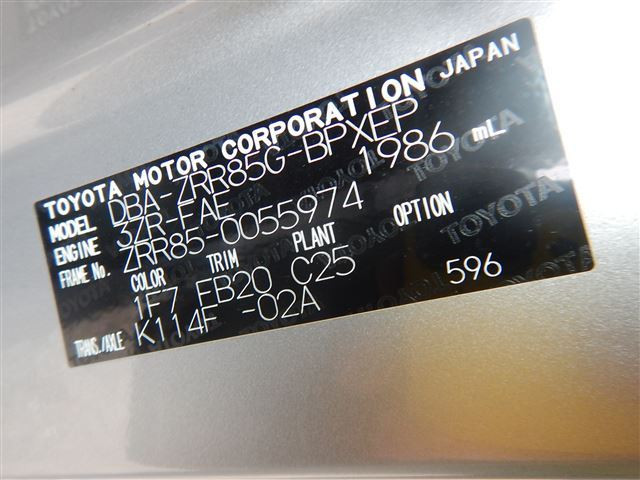 TOYOTA MOTOR CORPORATION JAPAN
MODEL DBA-ZRR85G-BPXEP
ENGINE 3ZR-FAE 1986 mL
FRAME No. ZRR85-0055974
COLOR TRIM PLANT OPTION
1F7 FB20 C25 596
TRANS./AXLE K114F -02A